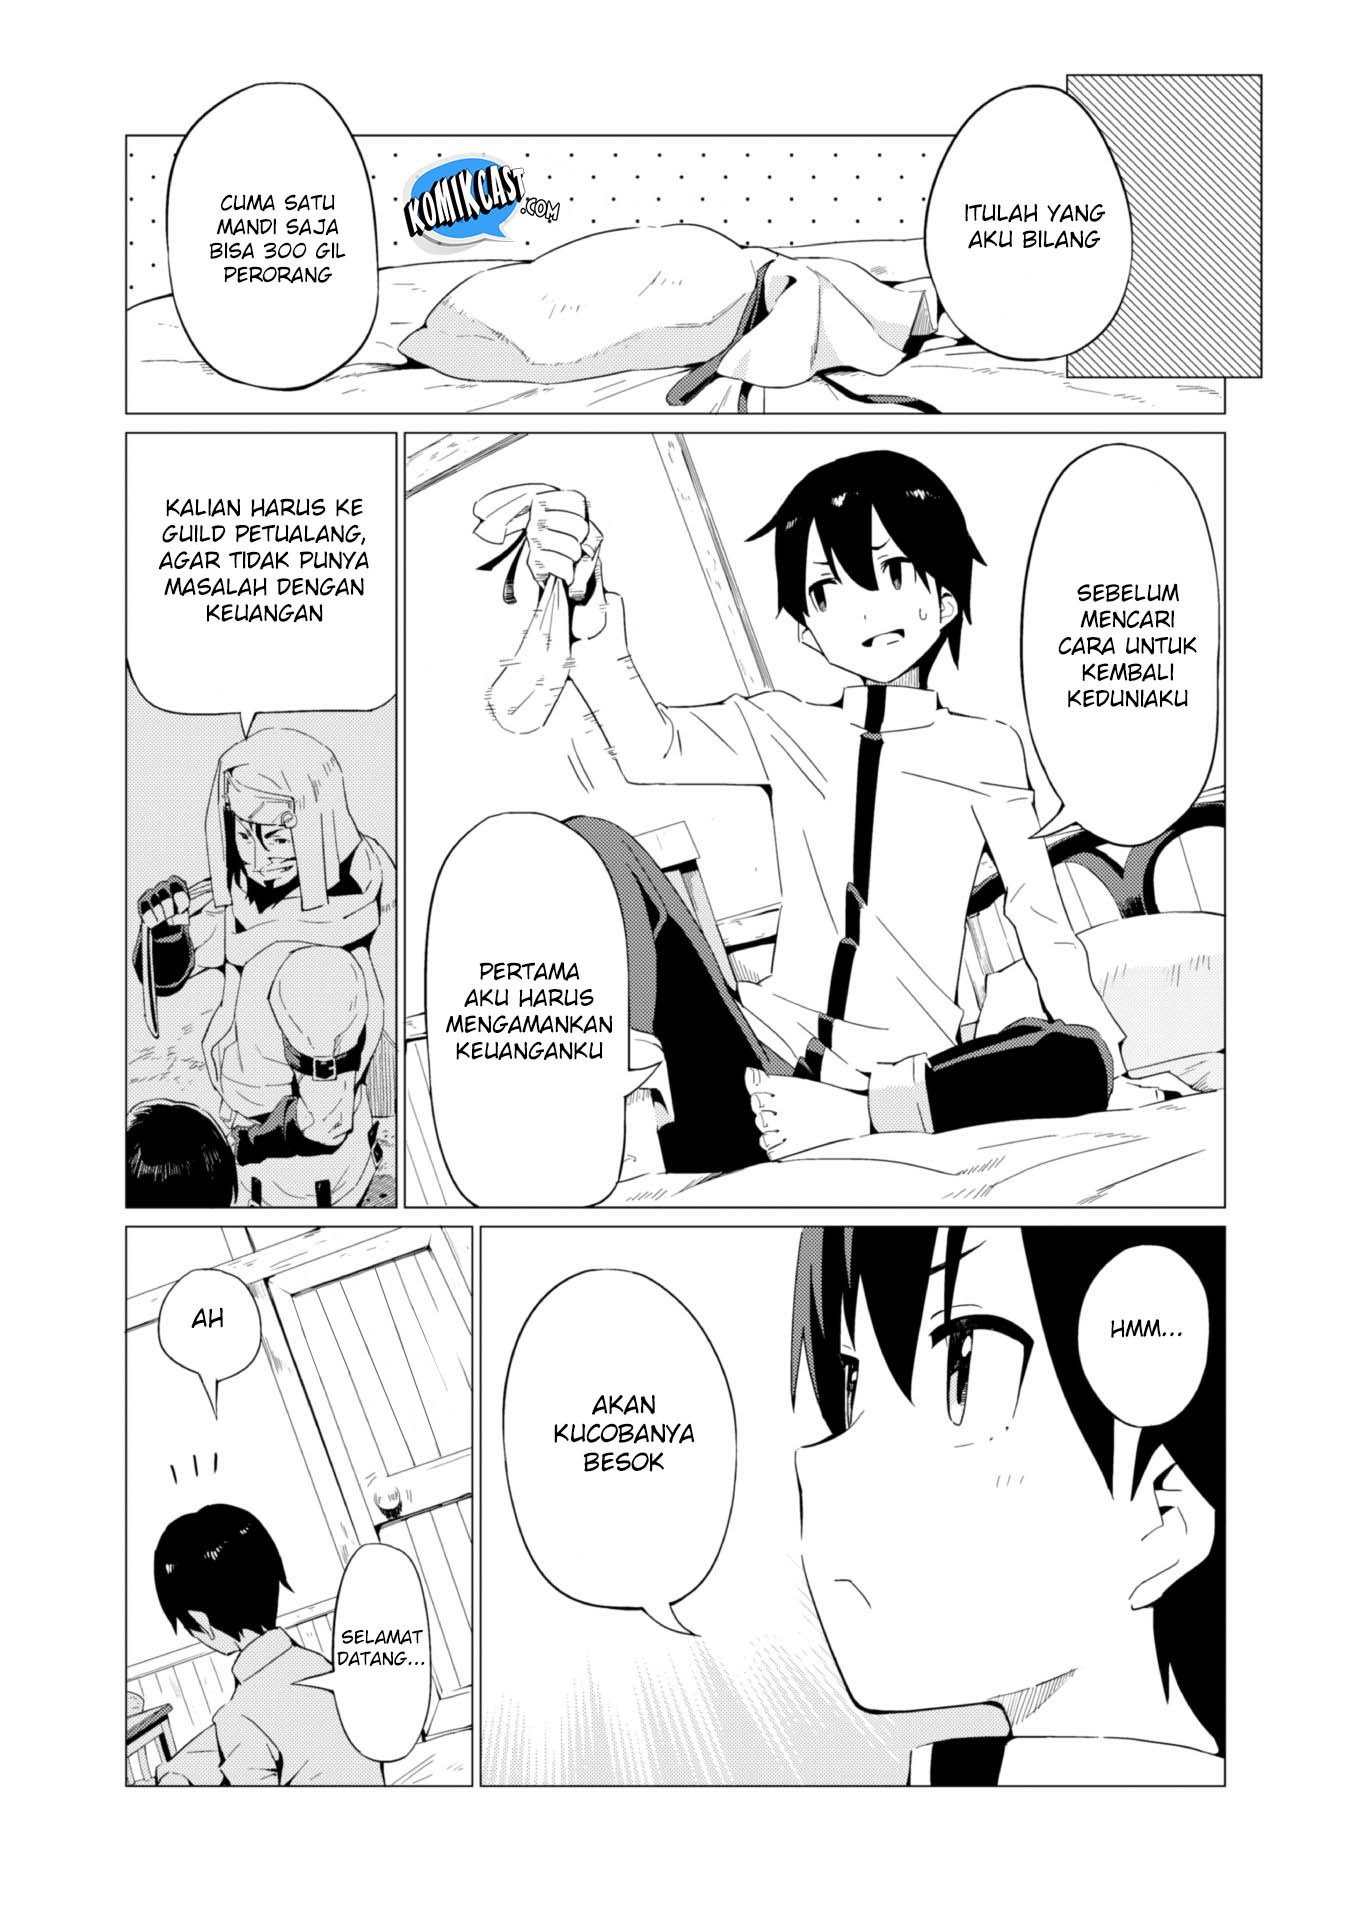 ITULAH YANG
AKU BILANG
KOMIKCAST
.COM
CUMA SATU
MANDI SAJA
BISA 300 GIL
PERORANG
SEBELUM
MENCARI
CARA UNTUK
KEMBALI
KEDUNIAKU
PERTAMA
AKU HARUS
MENGAMANKAN
KEUANGANKU
KALIAN HARUS KE
GUILD PETUALANG,
AGAR TIDAK PUNYA
MASALAH DENGAN
KEUANGAN
HMM...
AKAN
KUCOBANYA
BESOK
AH
SELAMAT
DATANG...